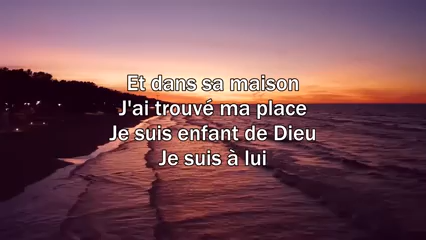 Et dans sa maison
J'ai trouvé ma place
Je suis enfant de Dieu
Je suis à lui